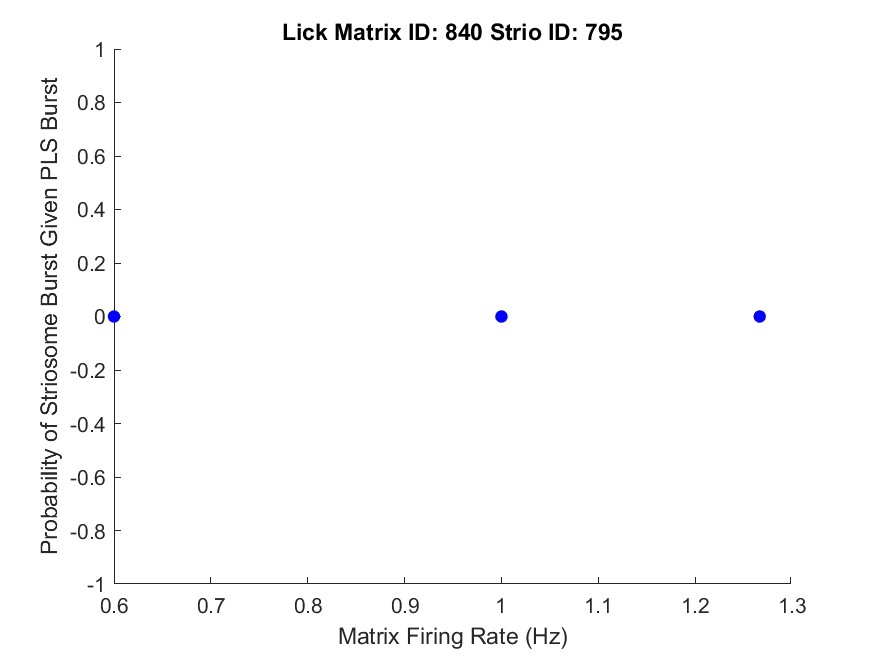 Lick Matrix ID: 840 Strio ID: 795
Probability of Striosome Burst Given PLS Burst
1
0.8
0.6
0.4
0.2
0
-0.2
-0.4
-0.6
-0.8
-1
0.6 0.7 0.8 0.9 1 1.1 1.2 1.3
Matrix Firing Rate (Hz)